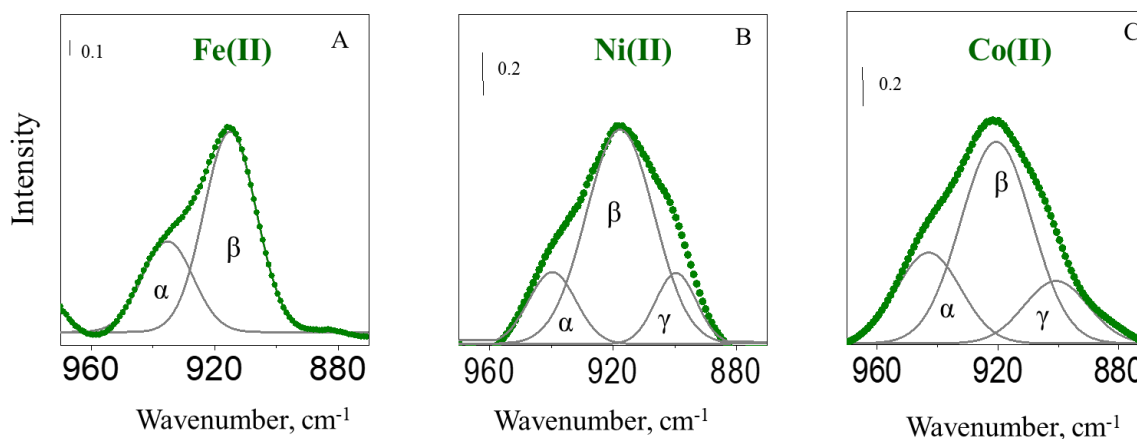 A
0.1
Fe(II)
Intensity
α
β
960 920 880
Wavenumber, cm-1
B
Ni(II)
0.2
β
α
γ
960 920 880
Wavenumber, cm-1
C
Co(II)
0.2
β
α
γ
960 920 880
Wavenumber, cm-1